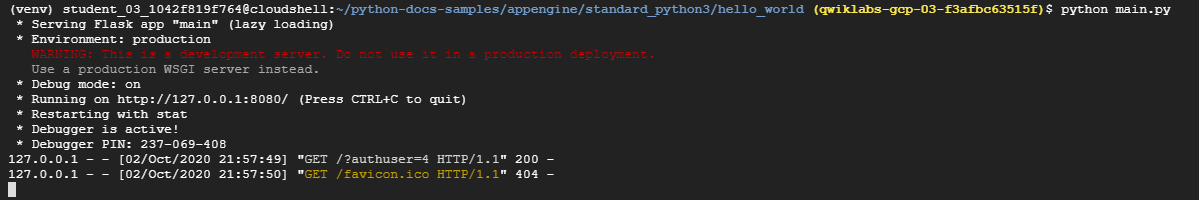 (venv) student_03_1042f819f764@cloudshell:~/python-docs-samples/appengine/standard_python3/hello_world (qwiklabs-gcp-03-f3afbc63515f)$ python main.py
 * Serving Flask app "main" (lazy loading)
 * Environment: production
   WARNING: This is a development server. Do not use it in a production deployment.
   Use a production WSGI server instead.
 * Debug mode: on
 * Running on http://127.0.0.1:8080/ (Press CTRL+C to quit)
 * Restarting with stat
 * Debugger is active!
 * Debugger PIN: 237-069-408
127.0.0.1 - - [02/Oct/2020 21:57:49] "GET /?authuser=4 HTTP/1.1" 200 -
127.0.0.1 - - [02/Oct/2020 21:57:50] "GET /favicon.ico HTTP/1.1" 404 -